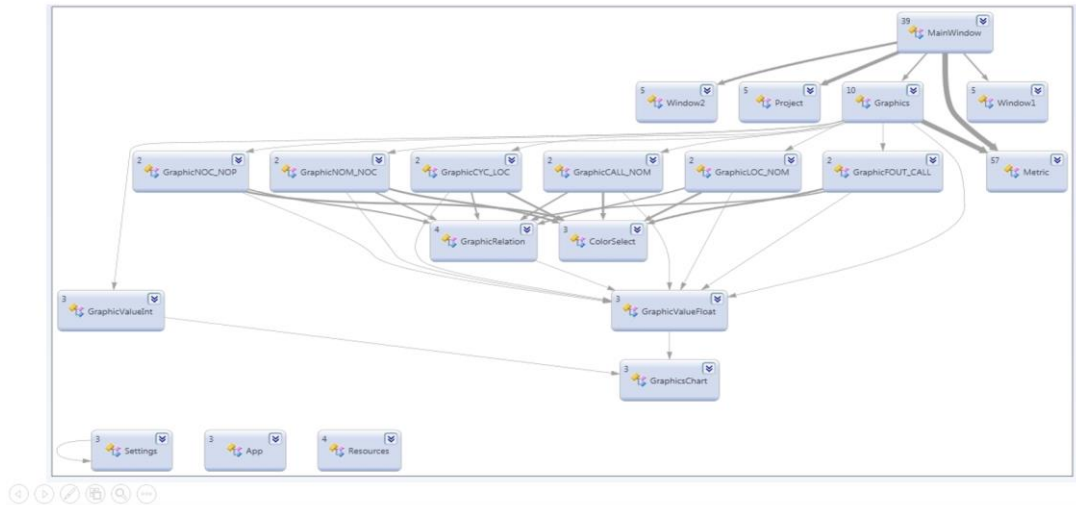 39
MainWindow
5
Window2
5
Project
10
Graphics
5
Window1
2
GraphicNOC_NOP
2
GraphicNOM_NOC
2
GraphicCYC_LOC
2
GraphicCALL_NOM
2
GraphicLOC_NOM
2
GraphicFOUT_CALL
57
Metric
4
GraphicRelation
3
ColorSelect
3
GraphicValueInt
3
GraphicValueFloat
3
GraphicsChart
3
Settings
3
App
4
Resources